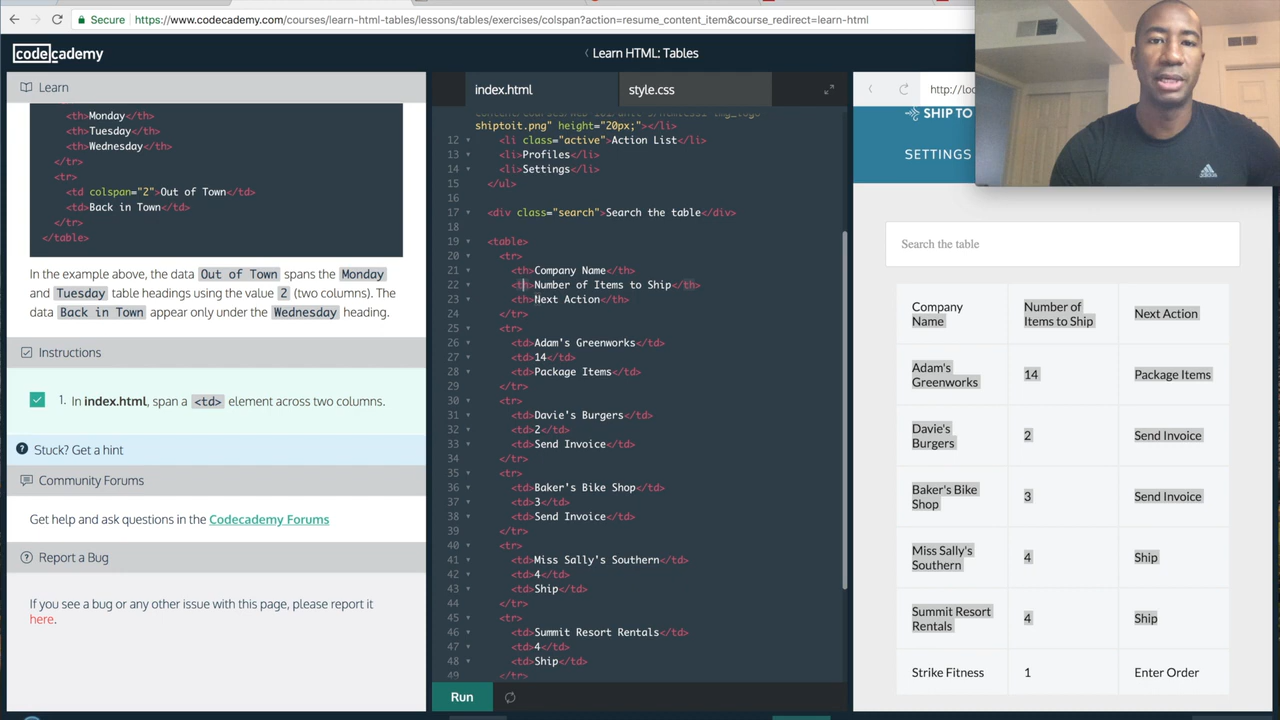 Secure https://www.codecademy.com/courses/learn-html-tables/lessons/tables/exercises/colspan?action=resume_content_item&course_redirect=learn-html
codecademy
Learn HTML: Tables
Learn
<th>Monday</th>
<th>Tuesday</th>
<th>Wednesday</th>
</tr>
<tr>
<td colspan="2">Out of Town</td>
<td>Back in Town</td>
</tr>
</table>
In the example above, the data Out of Town spans the Monday
and Tuesday table headings using the value 2 (two columns). The
data Back in Town appear only under the Wednesday heading.
Instructions
1. In index.html, span a <td> element across two columns.
Stuck? Get a hint
Community Forums
Get help and ask questions in the Codecademy Forums
Report a Bug
If you see a bug or any other issue with this page, please report it
here.
index.html
style.css
shiptoit.png" height="20px;"></li>
12 <li class="active">Action List</li>
13 <li>Profiles</li>
14 <li>Settings</li>
15 </ul>
16
17 <div class="search">Search the table</div>
18
19 <table>
20 <tr>
21 <th>Company Name</th>
22 <th>Number of Items to Ship</th>
23 <th>Next Action</th>
24 </tr>
25 <tr>
26 <td>Adam's Greenworks</td>
27 <td>14</td>
28 <td>Package Items</td>
29 </tr>
30 <tr>
31 <td>Davie's Burgers</td>
32 <td>2</td>
33 <td>Send Invoice</td>
34 </tr>
35 <tr>
36 <td>Baker's Bike Shop</td>
37 <td>3</td>
38 <td>Send Invoice</td>
39 </tr>
40 <tr>
41 <td>Miss Sally's Southern</td>
42 <td>4</td>
43 <td>Ship</td>
44 </tr>
45 <tr>
46 <td>Summit Resort Rentals</td>
47 <td>4</td>
48 <td>Ship</td>
49 </tr>
Run
http://loc
SHIP TO
SETTINGS
adidas
Search the table
Company
Name
Number of
Items to Ship
Next Action
Adam's
Greenworks
14
Package Items
Davie's
Burgers
2
Send Invoice
Baker's Bike
Shop
3
Send Invoice
Miss Sally's
Southern
4
Ship
Summit Resort
Rentals
4
Ship
Strike Fitness
1
Enter Order